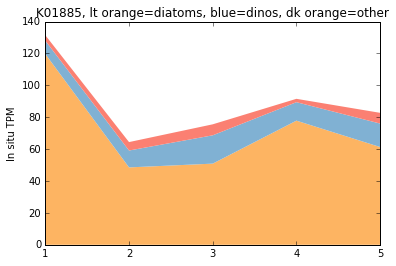 K01885, lt orange=diatoms, blue=dinos, dk orange=other
140
120
100
80
60
40
20
0
In situ TPM
1 2 3 4 5